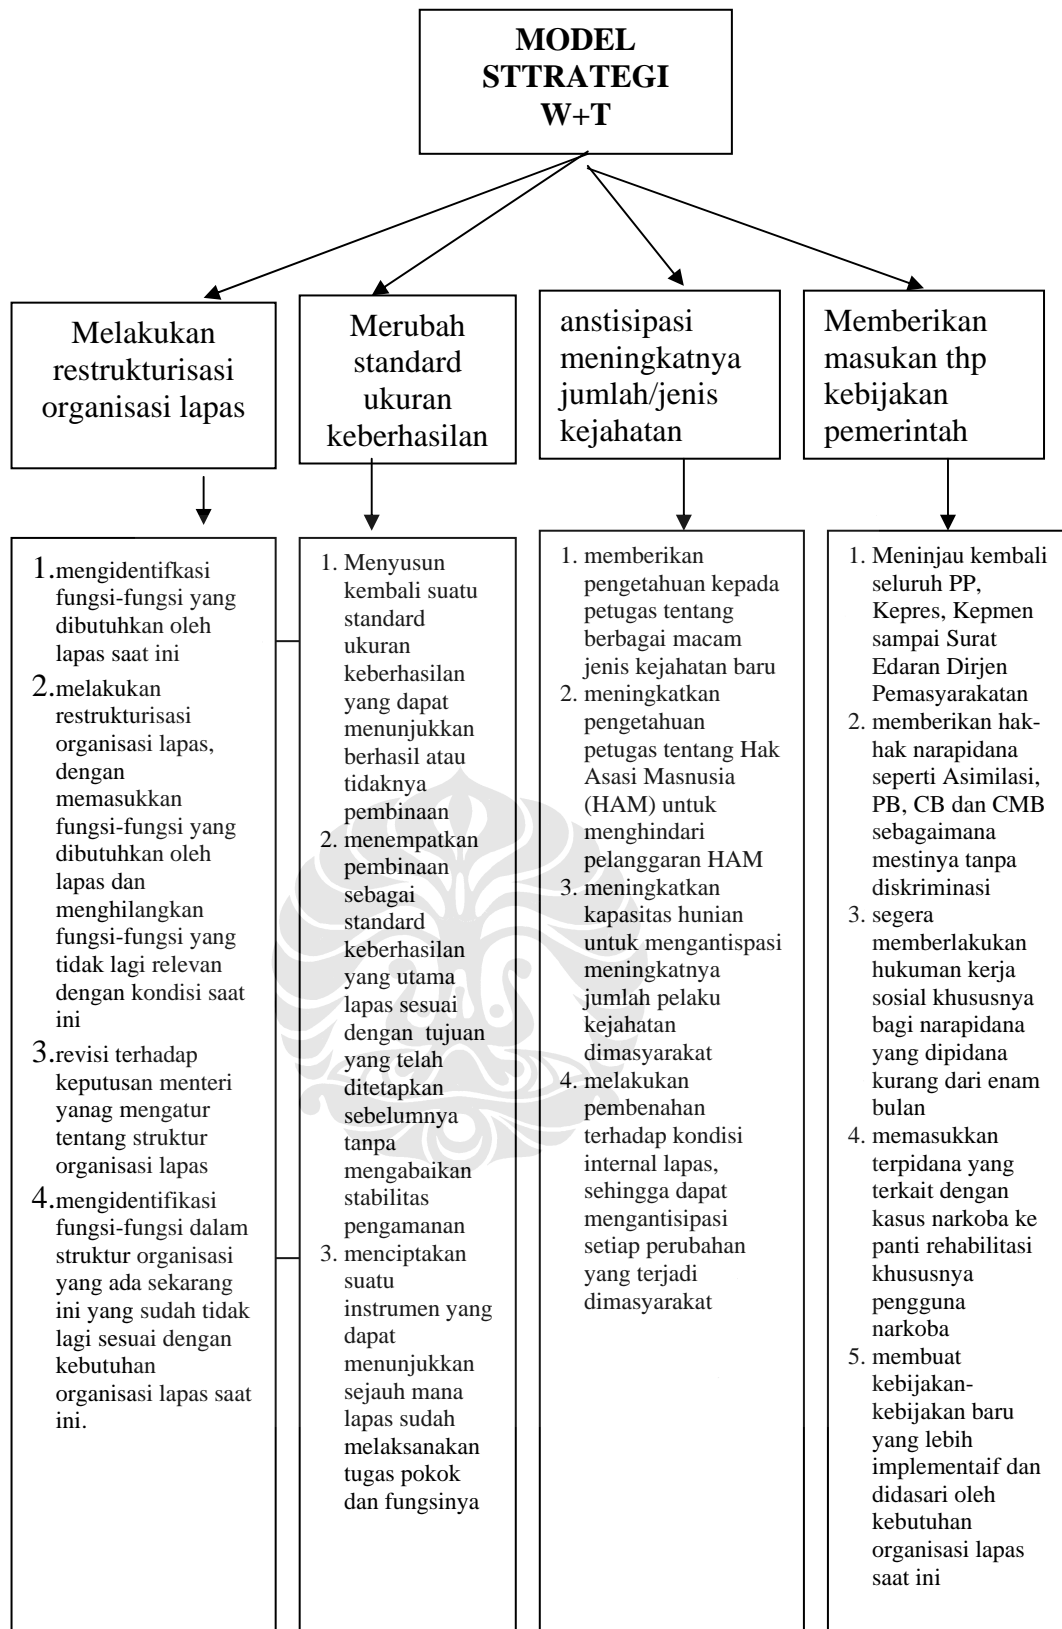 MODEL
STTRATEGI
W+T
Melakukan
restrukturisasi
organisasi lapas
Merubah
standard
ukuran
keberhasilan
anstisipasi
meningkatnya
jumlah/jenis
kejahatan
Memberikan
masukan thp
kebijakan
pemerintah
1.mengidentifkasi
fungsi-fungsi yang
dibutuhkan oleh
lapas saat ini
2.melakukan
restrukturisasi
organisasi lapas,
dengan
memasukkan
fungsi-fungsi yang
dibutuhkan oleh
lapas dan
menghilangkan
fungsi-fungsi yang
tidak lagi relevan
dengan kondisi saat
ini
3.revisi terhadap
keputusan menteri
yanag mengatur
tentang struktur
organisasi lapas
4.mengidentifikasi
fungsi-fungsi dalam
struktur organisasi
yang ada sekarang
ini yang sudah tidak
lagi sesuai dengan
kebutuhan
organisasi lapas saat
ini.
1. Menyusun
kembali suatu
standard
ukuran
keberhasilan
yang dapat
menunjukkan
berhasil atau
tidaknya
pembinaan
2. menempatkan
pembinaan
sebagai
standard
keberhasilan
yang utama
lapas sesuai
dengan tujuan
yang telah
ditetapkan
sebelumnya
tanpa
mengabaikan
stabilitas
pengamanan
3. menciptakan
suatu
instrumen yang
dapat
menunjukkan
sejauh mana
lapas sudah
melaksanakan
tugas pokok
dan fungsinya
1. memberikan
pengetahuan kepada
petugas tentang
berbagai macam
jenis kejahatan baru
2. meningkatkan
pengetahuan
petugas tentang Hak
Asasi Masnusia
(HAM) untuk
menghindari
pelanggaran HAM
3. meningkatkan
kapasitas hunian
untuk mengantispasi
meningkatnya
jumlah pelaku
kejahatan
dimasyarakat
4. melakukan
pembenahan
terhadap kondisi
internal lapas,
sehingga dapat
mengantisipasi
setiap perubahan
yang terjadi
dimasyarakat
1. Meninjau kembali
seluruh PP,
Kepres, Kepmen
sampai Surat
Edaran Dirjen
Pemasyarakatan
2. memberikan hak-
hak narapidana
seperti Asimilasi,
PB, CB dan CMB
sebagaimana
mestinya tanpa
diskriminasi
3. segera
memberlakukan
hukuman kerja
sosial khususnya
bagi narapidana
yang dipidana
kurang dari enam
bulan
4. memasukkan
terpidana yang
terkait dengan
kasus narkoba ke
panti rehabilitasi
khususnya
pengguna
narkoba
5. membuat
kebijakan-
kebijakan baru
yang lebih
implementaif dan
didasari oleh
kebutuhan
organisasi lapas
saat ini